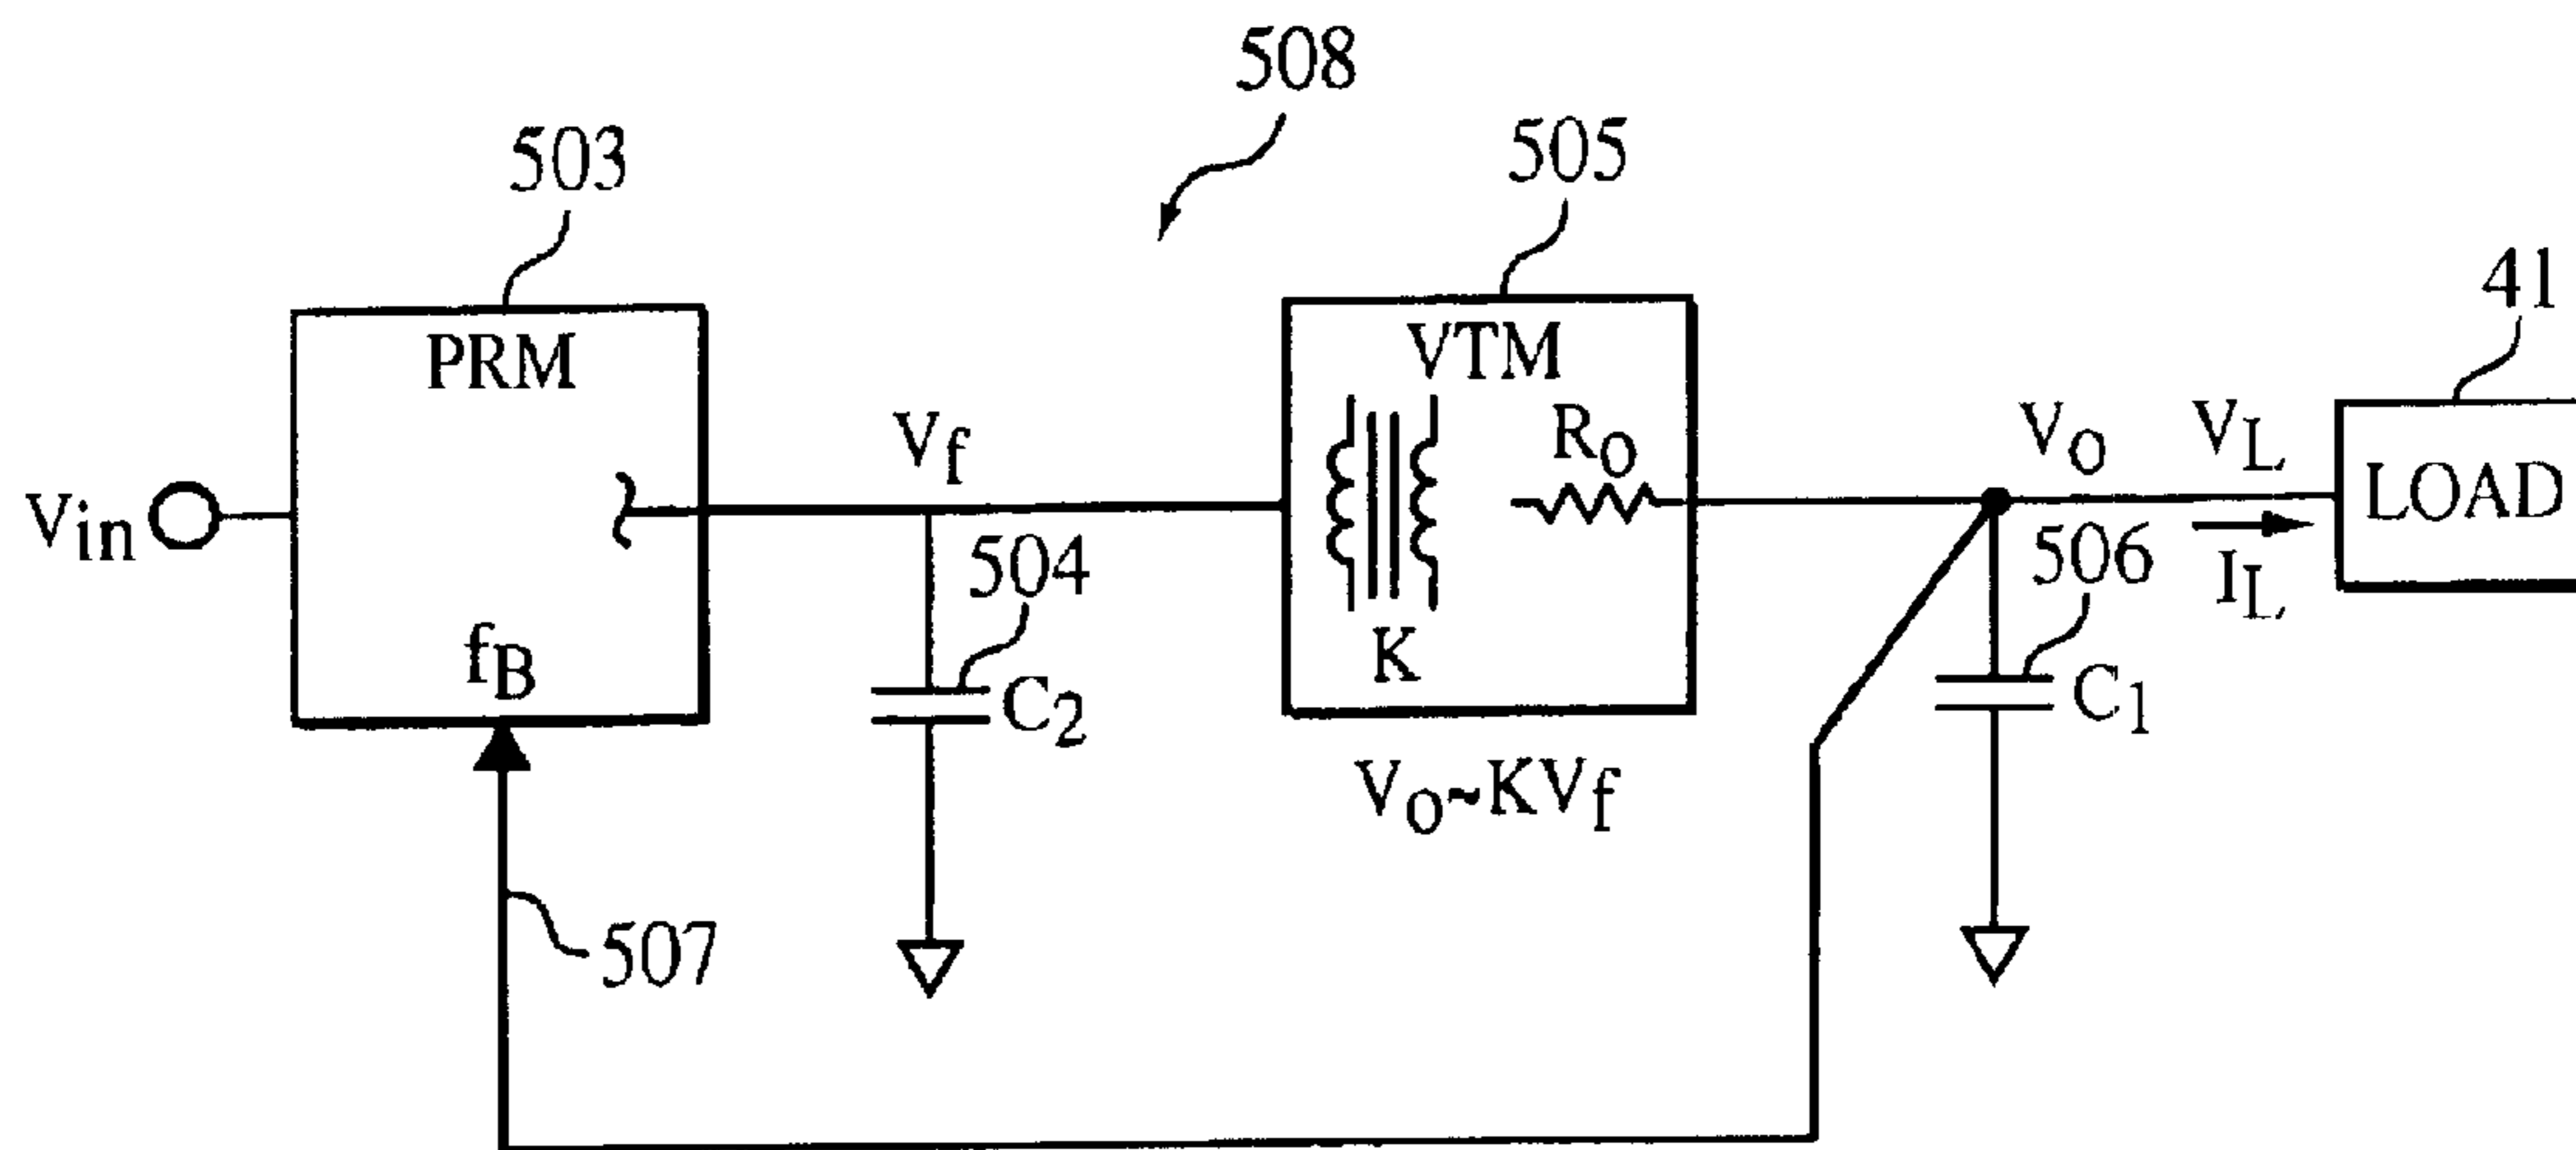 508
503
505
41
PRM
VTM
Vf
RO
Vo
VL
Vin
LOAD
504
506
IL
fB
K
C2
C1
Vo~KVf
507